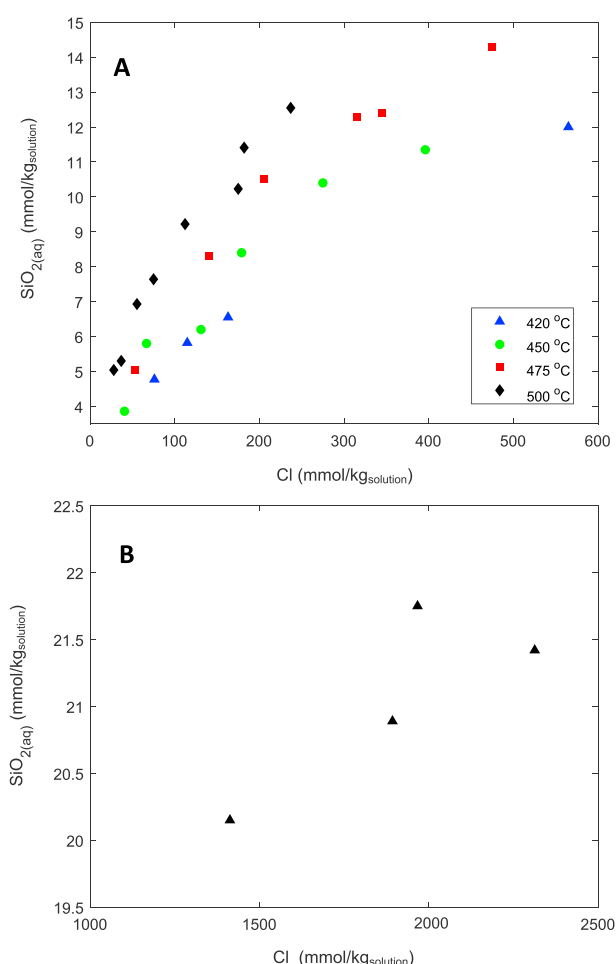 A
15
14
13
12
11
10
9
8
7
6
5
4
SiO2(aq) (mmol/kgsolution)
420 °C
450 °C
475 °C
500 °C
0 100 200 300 400 500 600
Cl (mmol/kgsolution)
B
22.5
22
21.5
21
20.5
20
19.5
SiO2(aq) (mmol/kgsolution)
1000 1500 2000 2500
Cl (mmol/kgsolution)